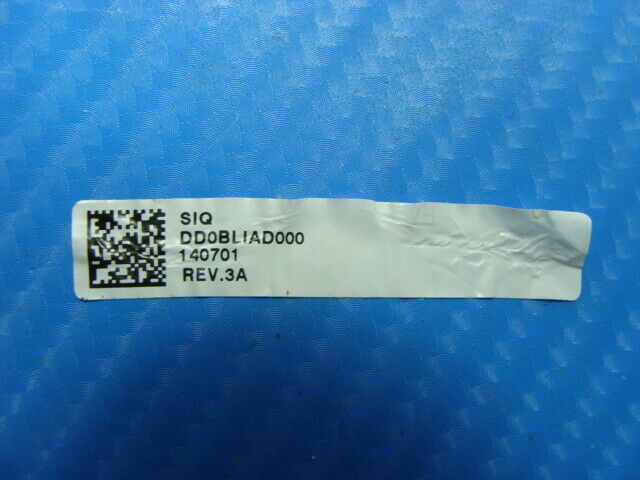 SIQ
DD0BLIAD000
140701
REV.3A